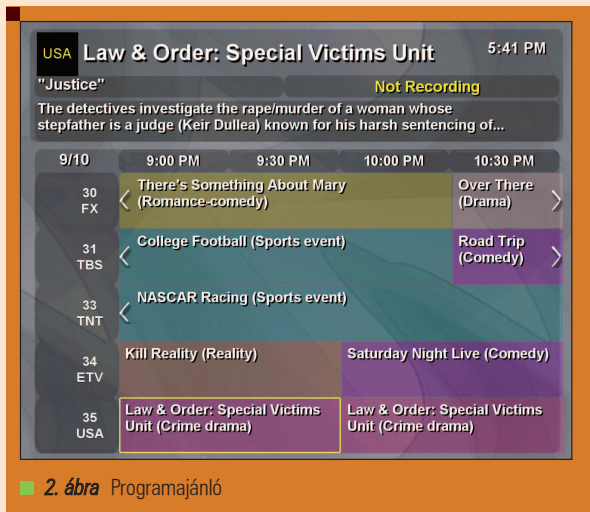 USA Law & Order: Special Victims Unit 5:41 PM
"Justice" Not Recording
The detectives investigate the rape/murder of a woman whose
stepfather is a judge (Keir Dullea) known for his harsh sentencing of...
9/10 9:00 PM 9:30 PM 10:00 PM 10:30 PM
30
FX
There's Something About Mary
(Romance-comedy)
Over There
(Drama)
31
TBS
College Football (Sports event)
Road Trip
(Comedy)
33
TNT
NASCAR Racing (Sports event)
34
ETV
Kill Reality (Reality)
Saturday Night Live (Comedy)
35
USA
Law & Order: Special Victims
Unit (Crime drama)
Law & Order: Special Victims
Unit (Crime drama)
2. ábra Programajánló